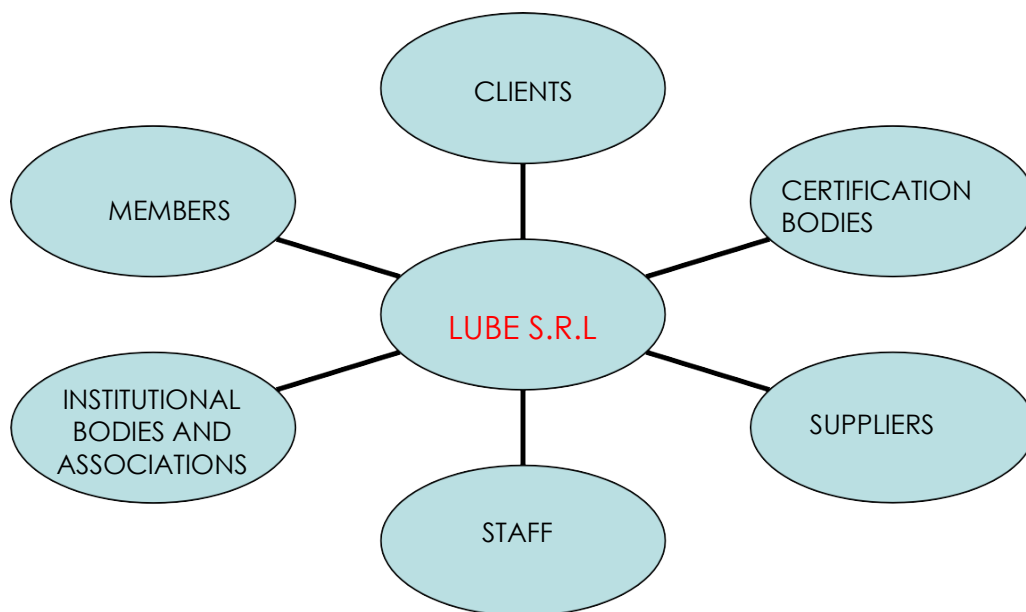 CLIENTS
MEMBERS
CERTIFICATION
BODIES
LUBE S.R.L
INSTITUTIONAL
BODIES AND
ASSOCIATIONS
SUPPLIERS
STAFF